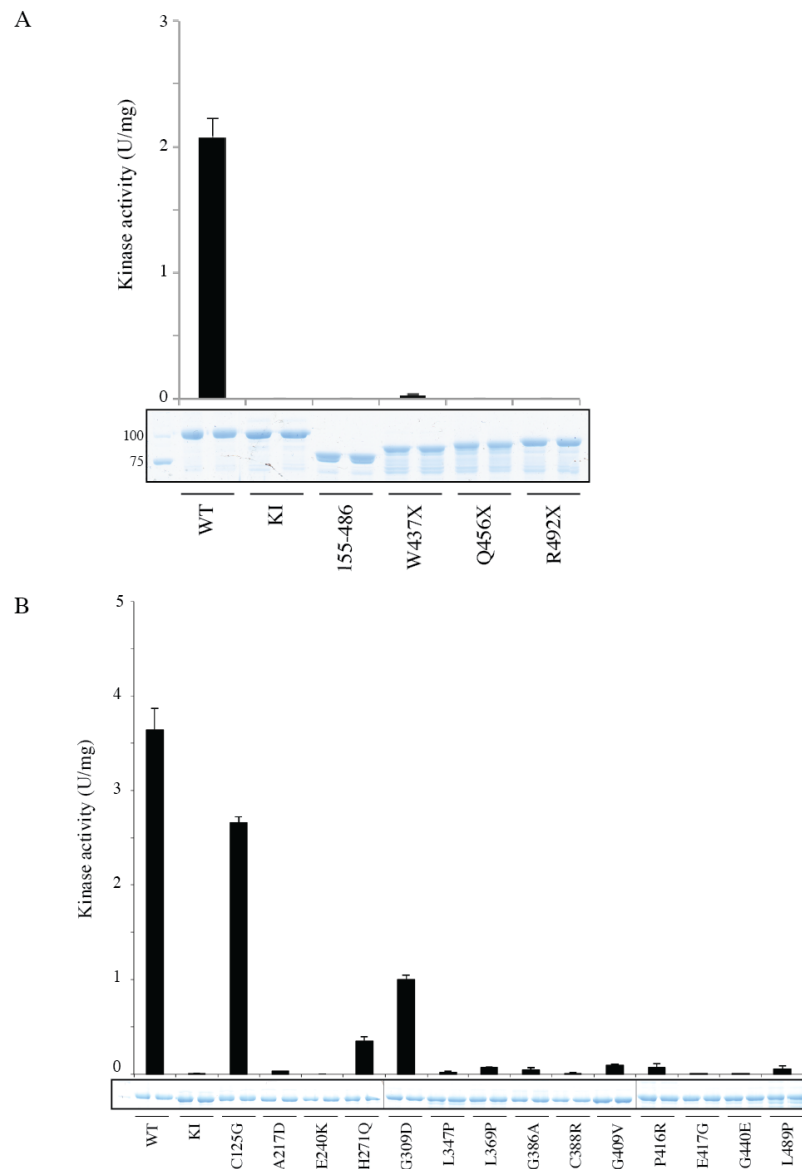 A
Kinase activity (U/mg)
3
2
1
0
100
75
WT
KI
155-486
W437X
Q456X
R492X
B
Kinase activity (U/mg)
5
4
3
2
1
0
WT
KI
C125G
A217D
E240K
H271Q
G309D
L347P
L369P
G386A
C388R
G409V
P416R
E417G
G440E
L489P